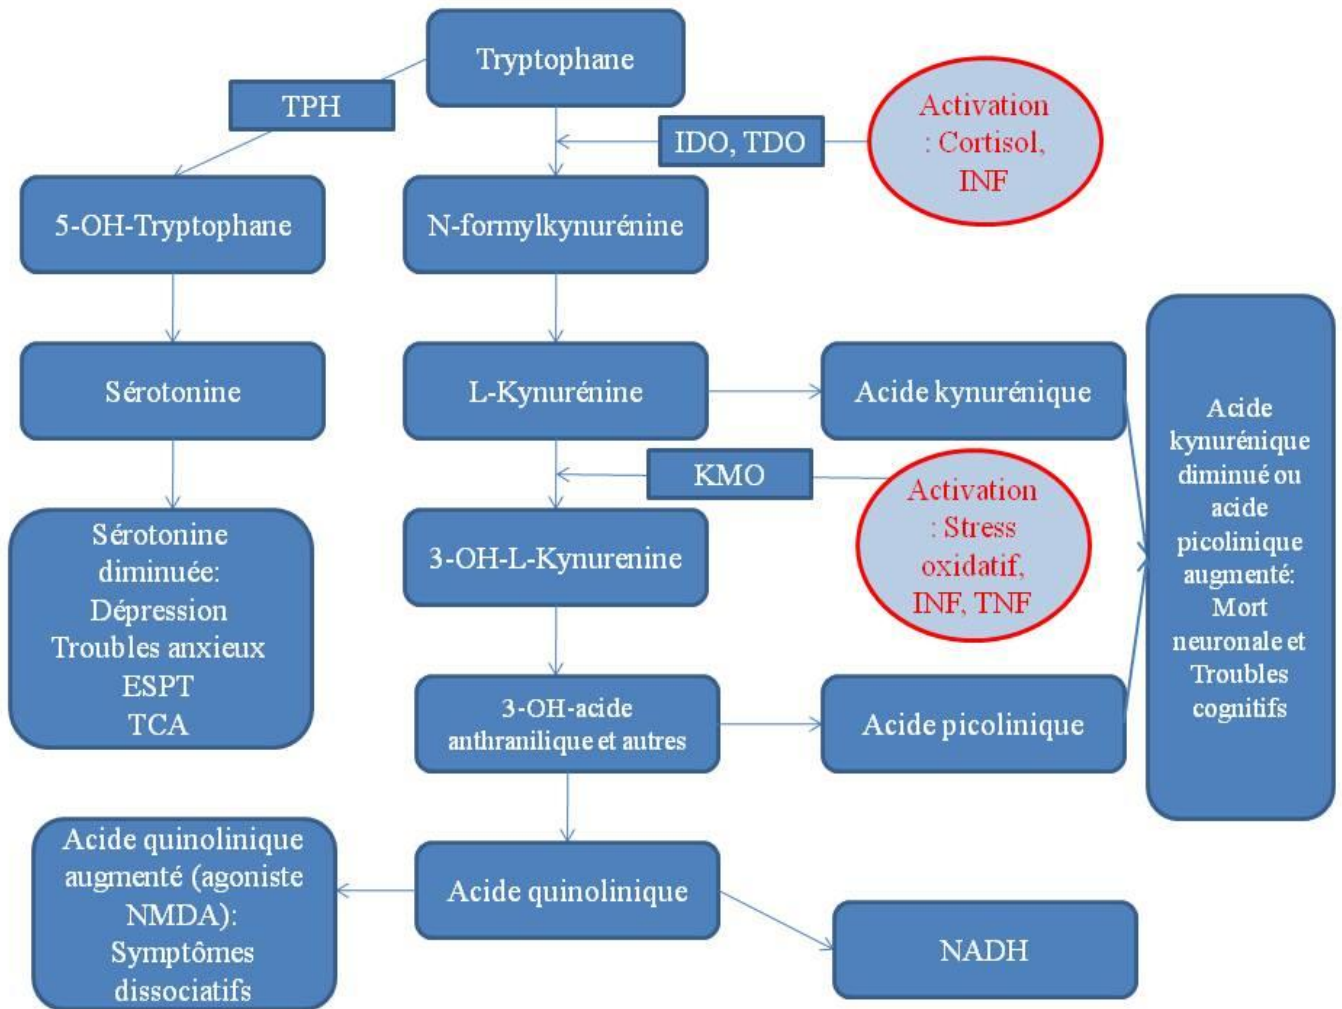 Tryptophane
TPH
IDO, TDO
Activation
: Cortisol,
INF
5-OH-Tryptophane
N-formylkynurénine
Sérotonine
L-Kynurénine
Acide kynurénique
Acide
kynurénique
diminué ou
acide
picolinique
augmenté:
Mort
neuronale et
Troubles
cognitifs
KMO
Activation
: Stress
oxidatif,
INF, TNF
Sérotonine
diminuée:
Dépression
Troubles anxieux
ESPT
TCA
3-OH-L-Kynurenine
3-OH-acide
anthranilique et autres
Acide picolinique
Acide quinolinique
augmenté (agoniste
NMDA):
Symptômes
dissociatifs
Acide quinolinique
NADH